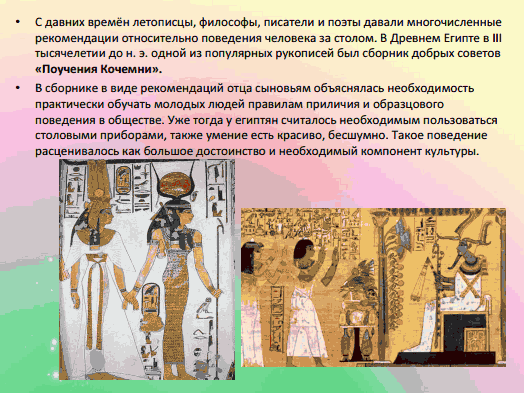 • С давних времён летописцы, философы, писатели и поэты давали многочисленные
рекомендации относительно поведения человека за столом. В Древнем Египте в III
тысячелетии до н. э. одной из популярных рукописей был сборник добрых советов
«Поучения Кочемни».
• В сборнике в виде рекомендаций отца сыновьям объяснялась необходимость
практически обучать молодых людей правилам приличия и образцового
поведения в обществе. Уже тогда у египтян считалось необходимым пользоваться
столовыми приборами, также умение есть красиво, бесшумно. Такое поведение
расценивалось как большое достоинство и необходимый компонент культуры.